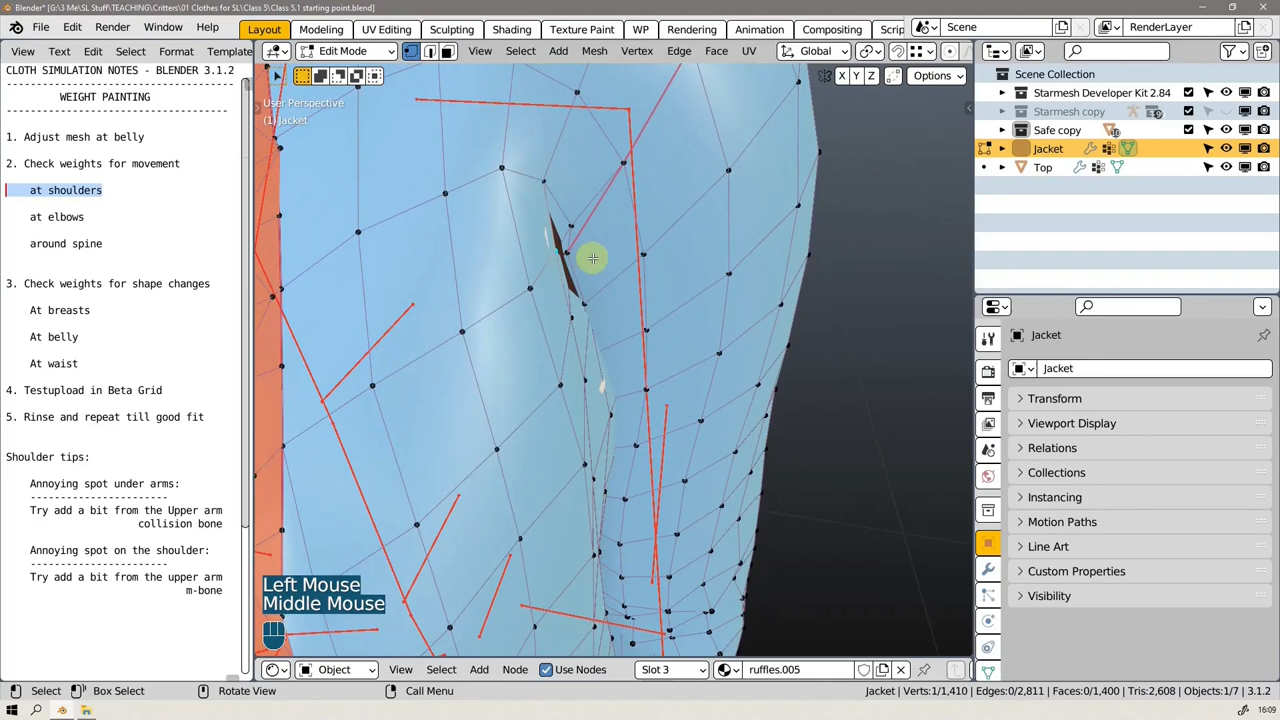 Blender* [G:\3 Me\SL Stuff\TEACHING\Critters\01 Clothes for SL\Class 5\Class 5.1 starting point.blend]
File Edit Render Window Help
Layout Modeling UV Editing Sculpting Shading Texture Paint UV Edit Weight Paint Rendering Animation Compositing Scrip
Scene
RenderLayer
View Text Edit Select Format Template
Edit Mode
View Select Add Mesh Vertex Edge Face UV
Global
X Y Z
Options
User Perspective
(1) Jacket
CLOTH SIMULATION NOTES - BLENDER 3.1.2
WEIGHT PAINTING
1. Adjust mesh at belly
2. Check weights for movement
at shoulders
at elbows
around spine
3. Check weights for shape changes
At breasts
At belly
At waist
4. Testupload in Beta Grid
5. Rinse and repeat till good fit
Shoulder tips:
Annoying spot under arms:
-----------------------
Try add a bit from the Upper arm
collision bone
Annoying spot on the shoulder:
----------------------------
Try add a bit from the upper arm
m-bone
Left Mouse
Middle Mouse
Scene Collection
Starmesh Developer Kit 2.84
Starmesh copy
Safe copy
Jacket
Top
Jacket
Jacket
Transform
Viewport Display
Relations
Collections
Instancing
Motion Paths
Line Art
Custom Properties
Visibility
Object
View Select Add Node
Use Nodes
Slot 3
ruffles.005
Select
Box Select
Rotate View
Call Menu
Jacket | Verts:1/1,410 | Edges:0/2,811 | Faces:0/1,400 | Tris:2,608 | Objects:1/7 | 3.1.2
16:09